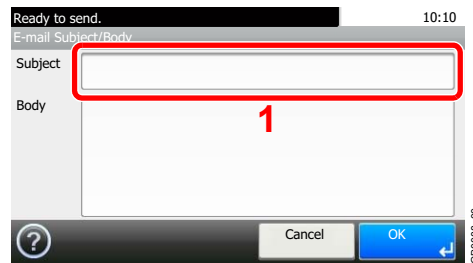 Ready to send. 10:10
E-mail Subject/Body
Subject
Body
1
? Cancel OK